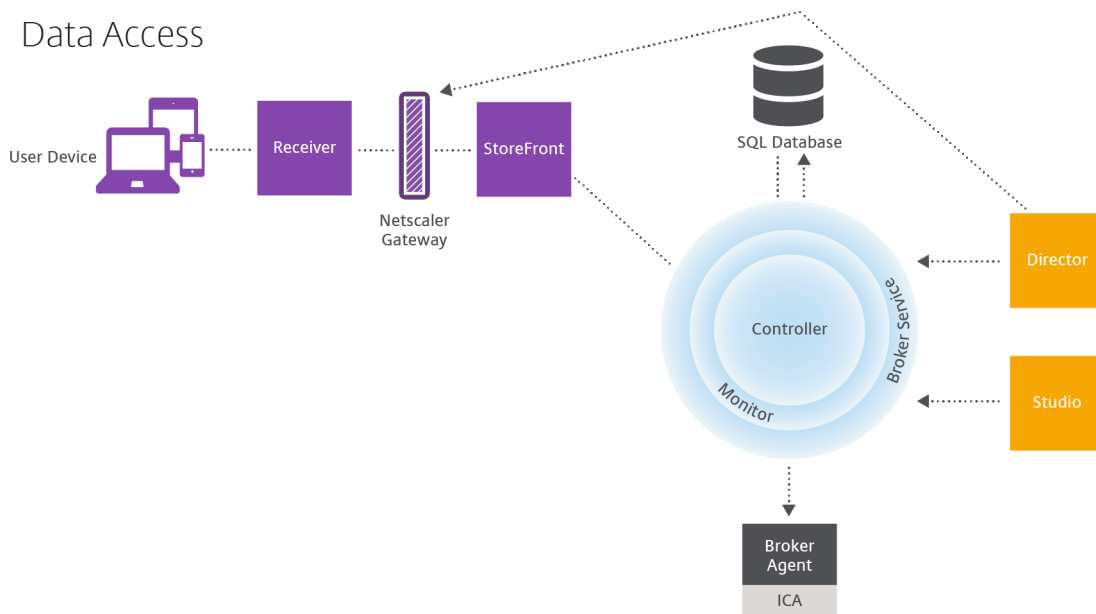 Data Access
User Device
Receiver
Netscaler
Gateway
StoreFront
SQL Database
Controller
Monitor
Broker Service
Director
Studio
Broker
Agent
ICA